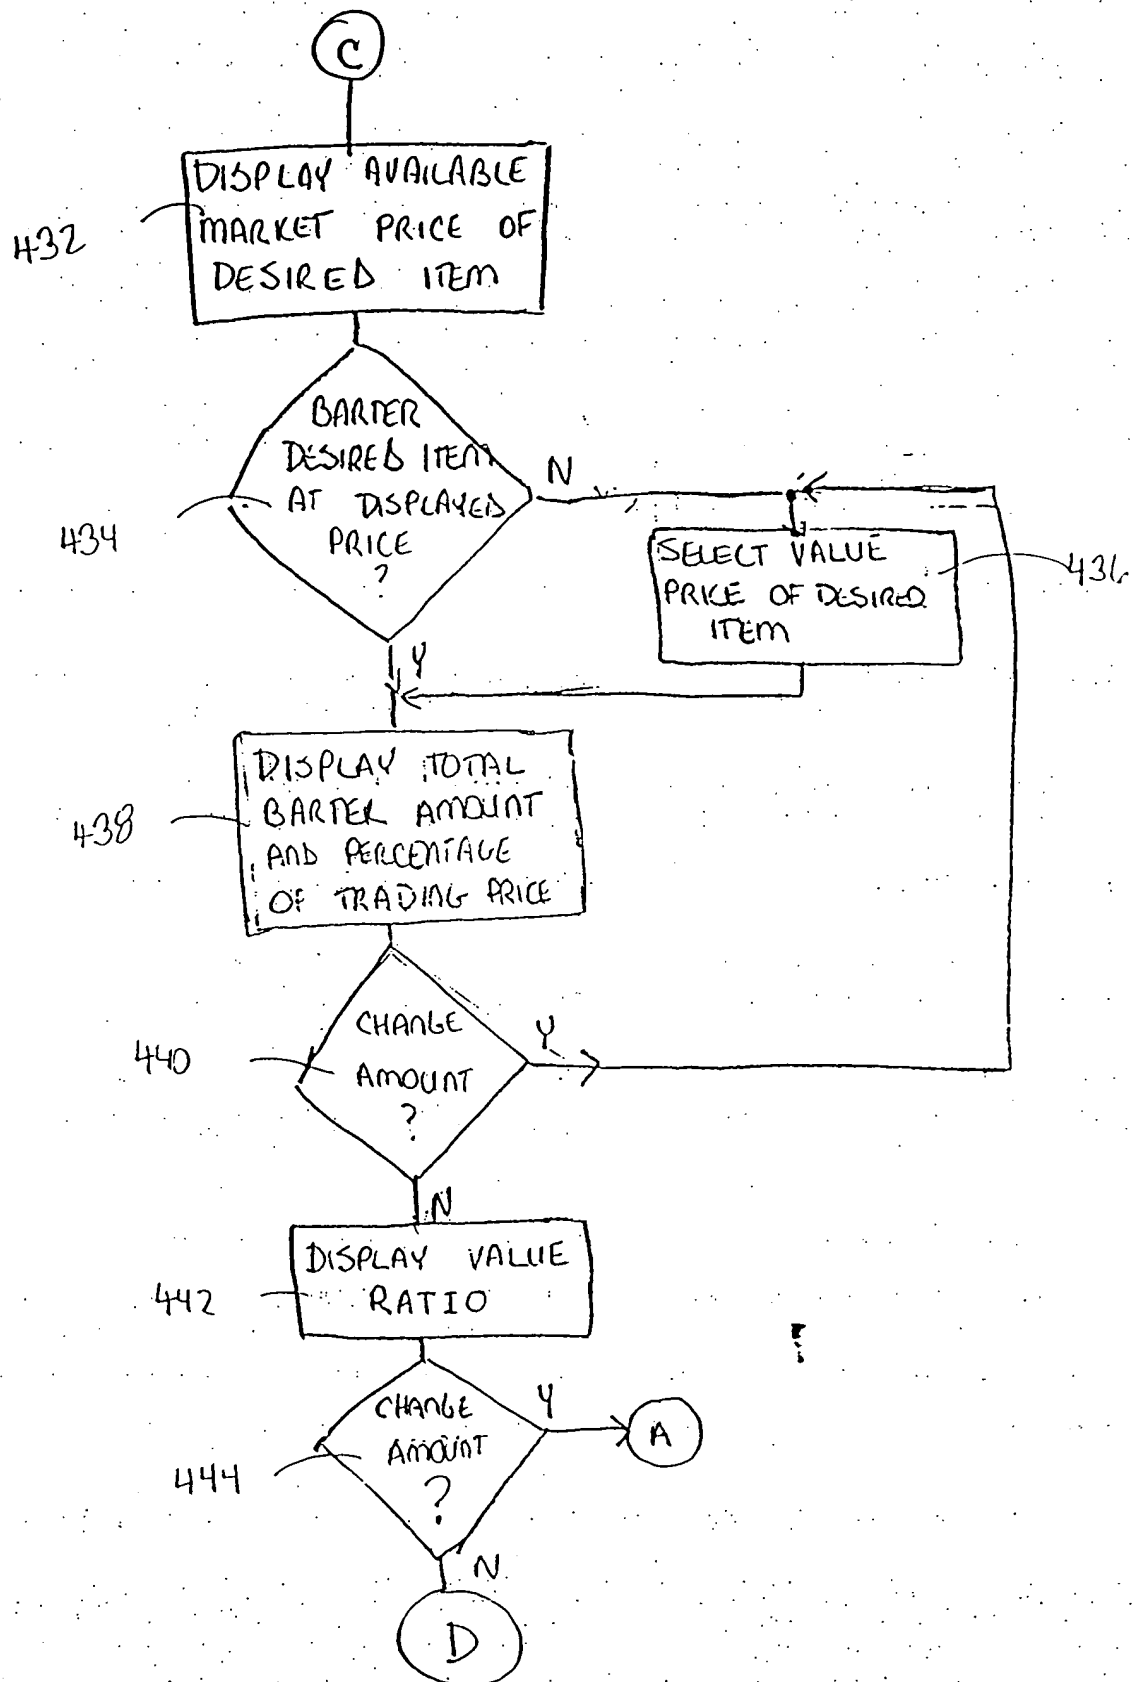 C
DISPLAY AVAILABLE
MARKET PRICE OF
DESIRED ITEM
432
BARTER
DESIRED ITEM
AT DISPLAYED
PRICE
?
434
N
SELECT VALUE
PRICE OF DESIRED
ITEM
436
Y
DISPLAY TOTAL
BARTER AMOUNT
AND PERCENTAGE
OF TRADING PRICE
438
CHANGE
AMOUNT
?
440
Y
N
DISPLAY VALUE
RATIO
442
CHANGE
AMOUNT
?
444
Y
A
N
D